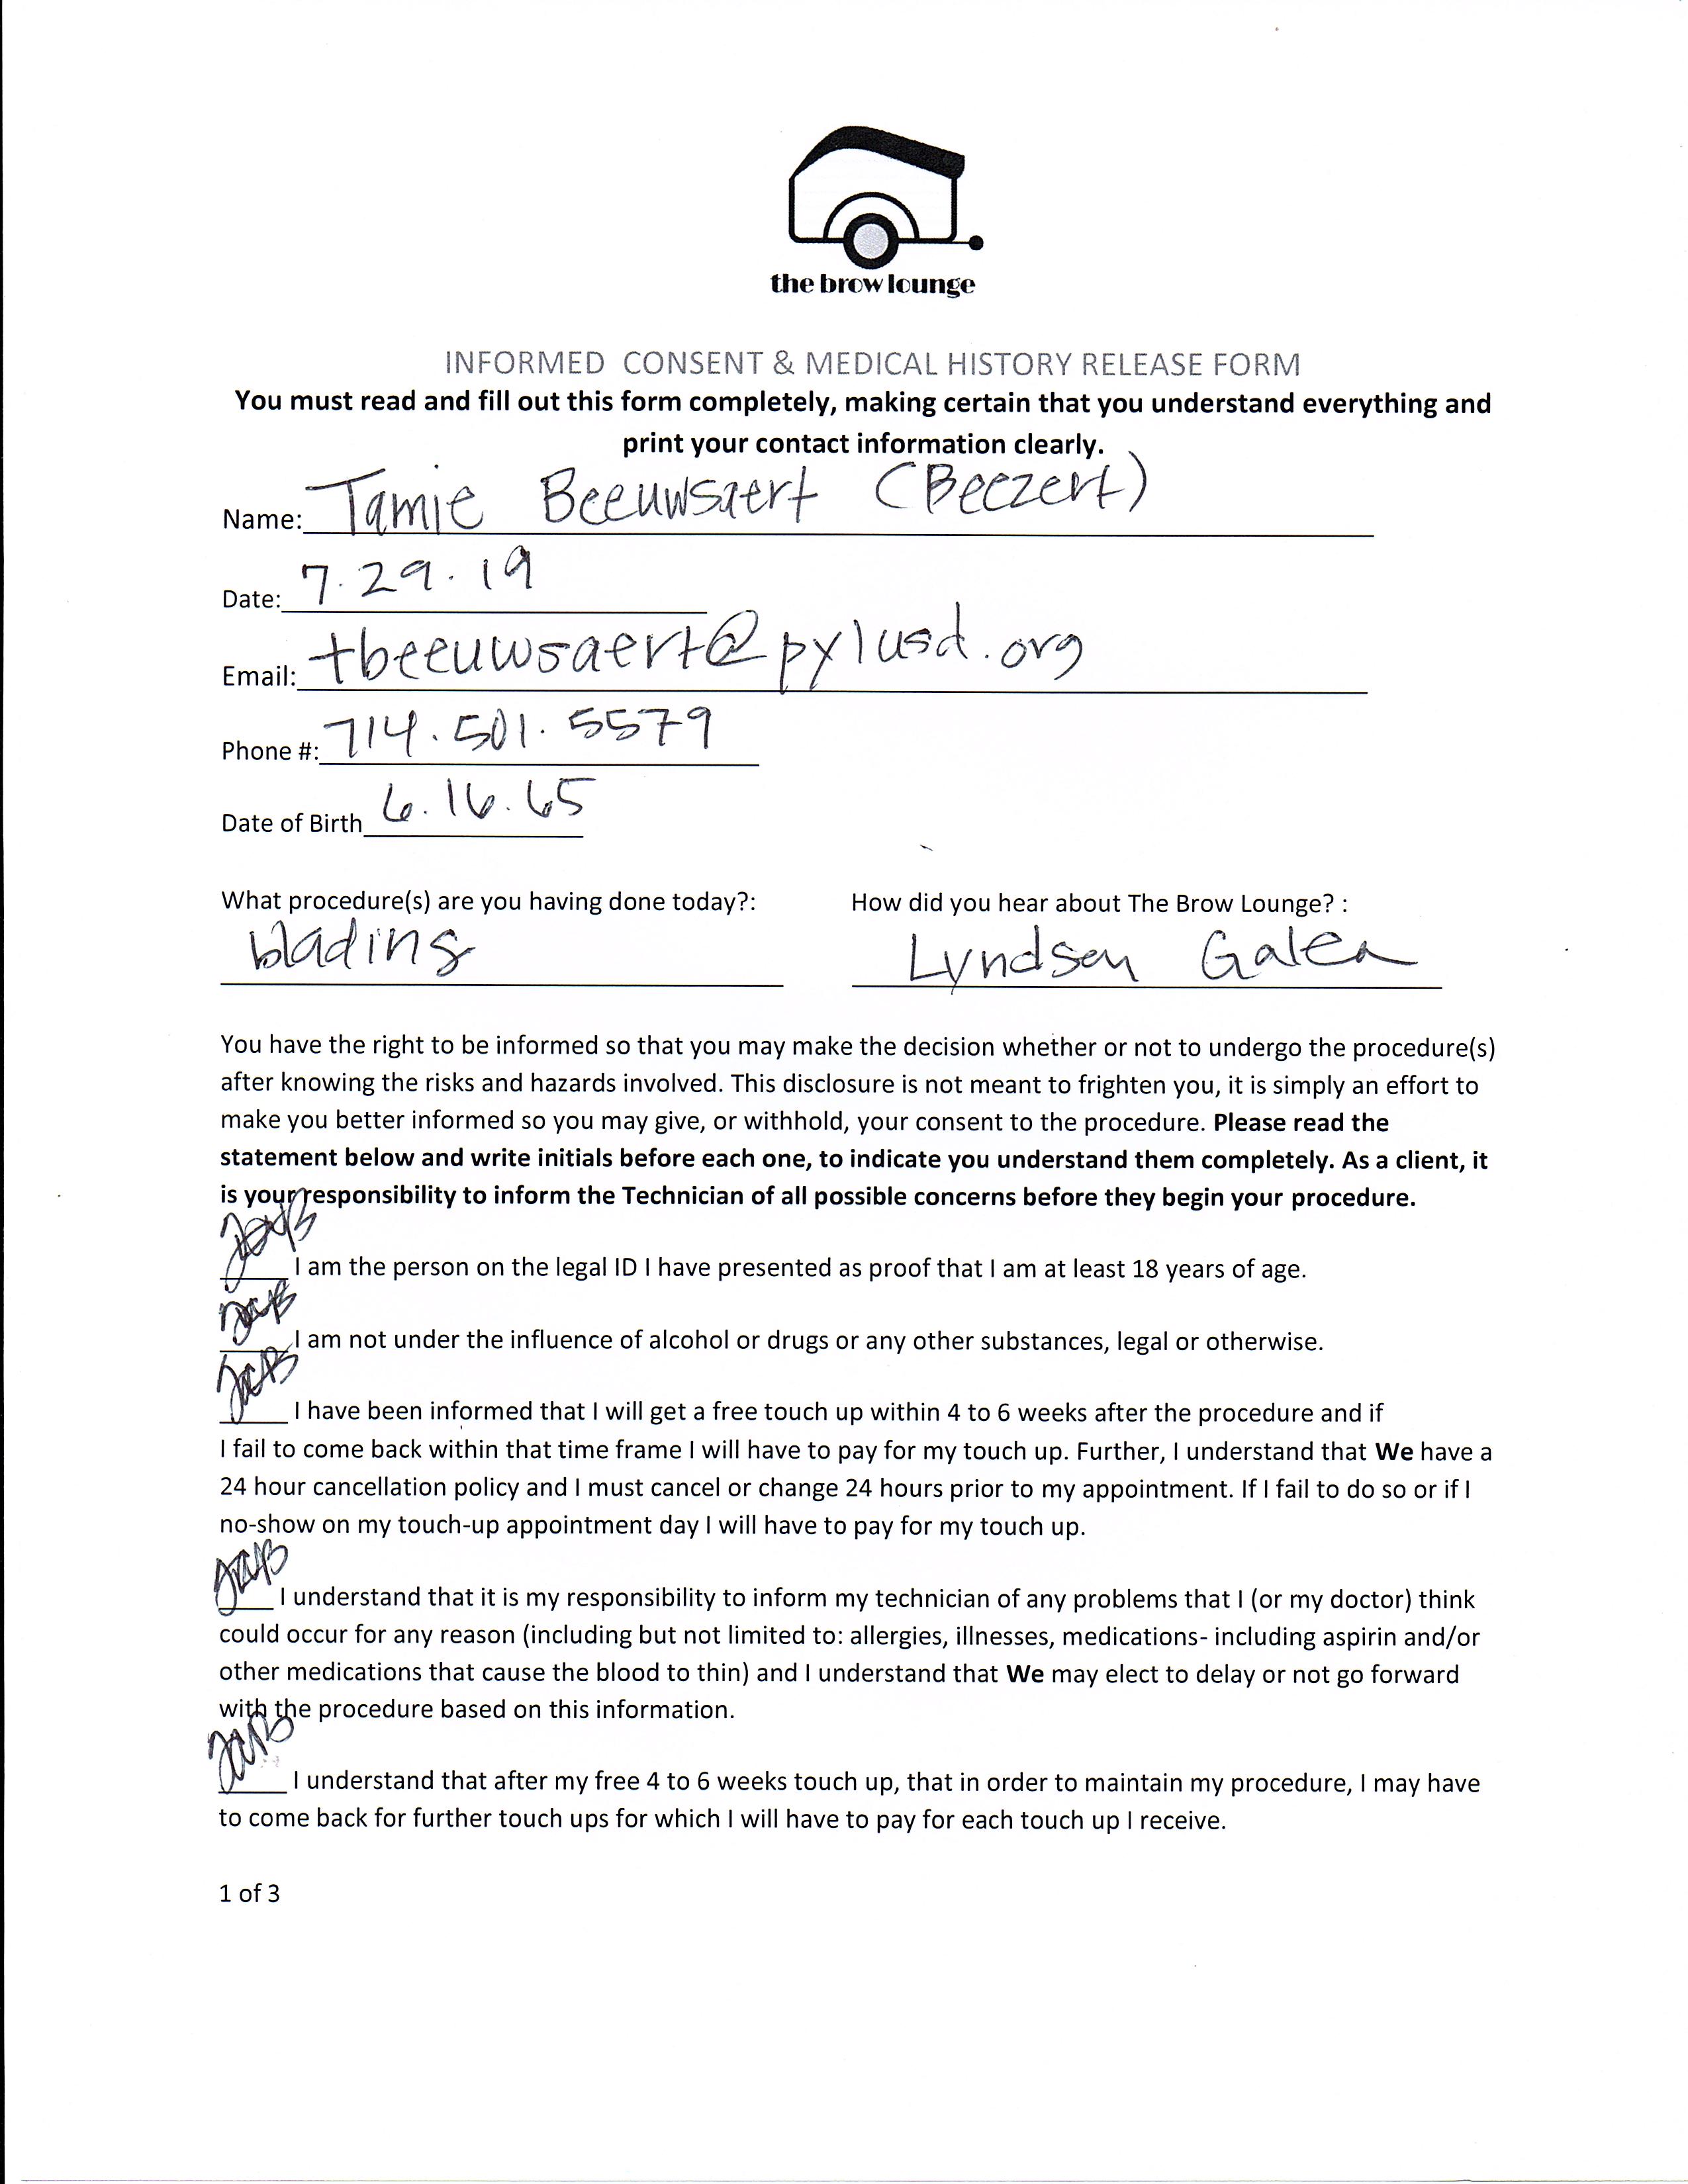 the brow lounge
INFORMED CONSENT & MEDICAL HISTORY RELEASE FORM
You must read and fill out this form completely, making certain that you understand everything and
print your contact information clearly.
Name: Tamie Beeuwsaert (Beezert)
Date: 7.29.19
Email: tbeeuwsaert@pylusd.org
Phone #: 714.501.5579
Date of Birth 6.16.65
What procedure(s) are you having done today?: How did you hear about The Brow Lounge? :
blading Lyndsey Galea
You have the right to be informed so that you may make the decision whether or not to undergo the procedure(s)
after knowing the risks and hazards involved. This disclosure is not meant to frighten you, it is simply an effort to
make you better informed so you may give, or withhold, your consent to the procedure. Please read the
statement below and write initials before each one, to indicate you understand them completely. As a client, it
is your responsibility to inform the Technician of all possible concerns before they begin your procedure.
I am the person on the legal ID I have presented as proof that I am at least 18 years of age.
I am not under the influence of alcohol or drugs or any other substances, legal or otherwise.
I have been informed that I will get a free touch up within 4 to 6 weeks after the procedure and if
I fail to come back within that time frame I will have to pay for my touch up. Further, I understand that We have a
24 hour cancellation policy and I must cancel or change 24 hours prior to my appointment. If I fail to do so or if I
no-show on my touch-up appointment day I will have to pay for my touch up.
I understand that it is my responsibility to inform my technician of any problems that I (or my doctor) think
could occur for any reason (including but not limited to: allergies, illnesses, medications- including aspirin and/or
other medications that cause the blood to thin) and I understand that We may elect to delay or not go forward
with the procedure based on this information.
I understand that after my free 4 to 6 weeks touch up, that in order to maintain my procedure, I may have
to come back for further touch ups for which I will have to pay for each touch up I receive.
1 of 3